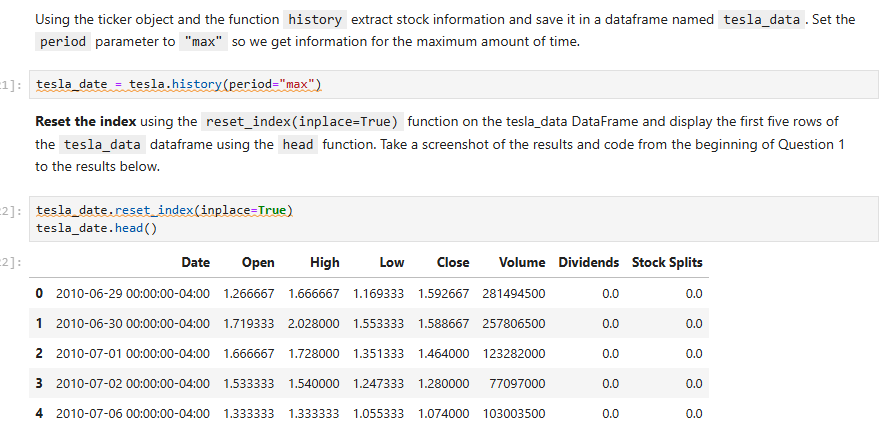 Using the ticker object and the function history extract stock information and save it in a dataframe named tesla_data. Set the
period parameter to "max" so we get information for the maximum amount of time.
1]: tesla_date = tesla.history(period="max")
Reset the index using the reset_index(inplace=True) function on the tesla_data DataFrame and display the first five rows of
the tesla_data dataframe using the head function. Take a screenshot of the results and code from the beginning of Question 1
to the results below.
2]: tesla_date.reset_index(inplace=True)
tesla_date.head()
2]: Date Open High Low Close Volume Dividends Stock Splits
0 2010-06-29 00:00:00-04:00 1.266667 1.666667 1.169333 1.592667 281494500 0.0 0.0
1 2010-06-30 00:00:00-04:00 1.719333 2.028000 1.553333 1.588667 257806500 0.0 0.0
2 2010-07-01 00:00:00-04:00 1.666667 1.728000 1.351333 1.464000 123282000 0.0 0.0
3 2010-07-02 00:00:00-04:00 1.533333 1.540000 1.247333 1.280000 77097000 0.0 0.0
4 2010-07-06 00:00:00-04:00 1.333333 1.333333 1.055333 1.074000 103003500 0.0 0.0